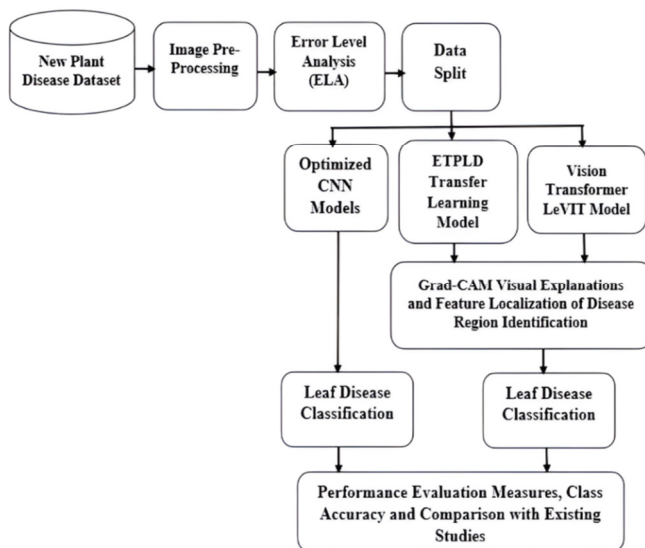 New Plant
Disease Dataset
Image Pre-
Processing
Error Level
Analysis
(ELA)
Data
Split
Optimized
CNN
Models
ETPLD
Transfer
Learning
Model
Vision
Transformer
LeVIT Model
Grad-CAM Visual Explanations
and Feature Localization of Disease
Region Identification
Leaf Disease
Classification
Leaf Disease
Classification
Performance Evaluation Measures, Class
Accuracy and Comparison with Existing
Studies